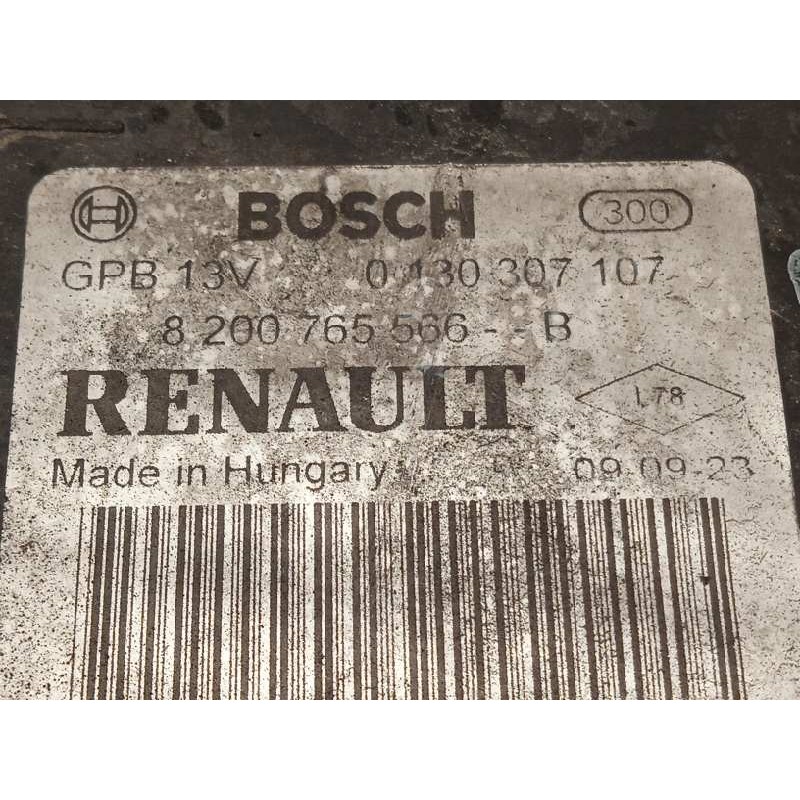 BOSCH 300
GPB 13V 0 130 307 107
8 200 765 566 - - B
RENAULT L78
Made in Hungary 09-09-23